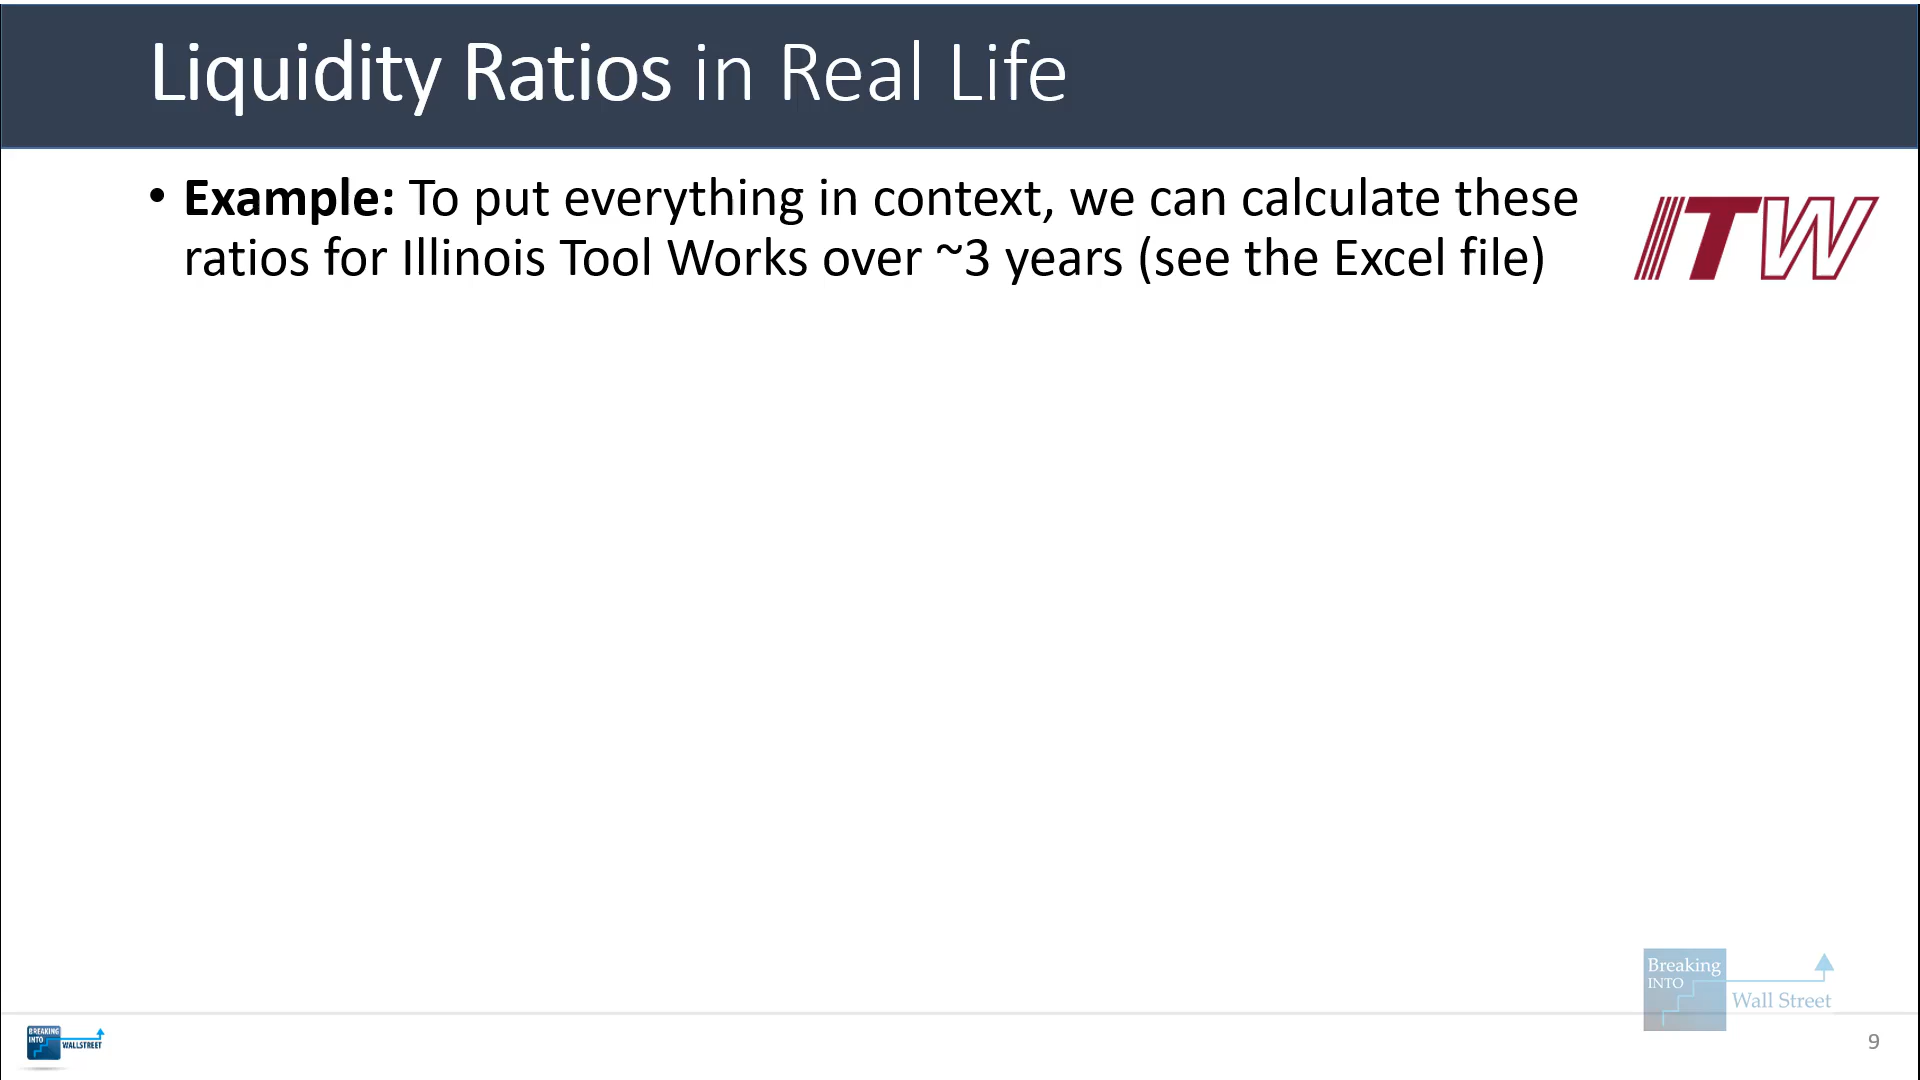 Liquidity Ratios in Real Life
• Example: To put everything in context, we can calculate these
ratios for Illinois Tool Works over ~3 years (see the Excel file)
ITW
Breaking
INTO
Wall Street
BREAKING
INTO
WALLSTREET
9